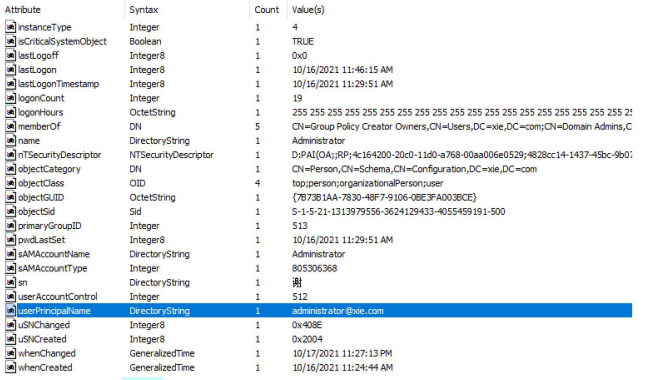 Attribute Syntax Count Value(s)
instanceType Integer 1 4
isCriticalSystemObject Boolean 1 TRUE
lastLogoff Integer8 1 0x0
lastLogon Integer8 1 10/16/2021 11:46:15 AM
lastLogonTimestamp Integer8 1 10/16/2021 11:29:51 AM
logonCount Integer 1 19
logonHours OctetString 1 255 255 255 255 255 255 255 255 255 255 255 255 255 255 255 255 255 255 255 25
memberOf DN 5 CN=Group Policy Creator Owners,CN=Users,DC=xie,DC=com;CN=Domain Admins,C
name DirectoryString 1 Administrator
nTSecurityDescriptor NTSecurityDescriptor 1 D:PAI(OA;;RP;4c164200-20c0-11d0-a768-00aa006e0529;4828cc14-1437-45bc-9b07
objectCategory DN 1 CN=Person,CN=Schema,CN=Configuration,DC=xie,DC=com
objectClass OID 4 top;person;organizationalPerson;user
objectGUID OctetString 1 {7B73B1AA-7830-48F7-9106-0BE3FA003BCE}
objectSid Sid 1 S-1-5-21-1313979556-3624129433-4055459191-500
primaryGroupID Integer 1 513
pwdLastSet Integer8 1 10/16/2021 11:29:51 AM
sAMAccountName DirectoryString 1 Administrator
sAMAccountType Integer 1 805306368
sn DirectoryString 1 谢
userAccountControl Integer 1 512
userPrincipalName DirectoryString 1 administrator@xie.com
uSNChanged Integer8 1 0x408E
uSNCreated Integer8 1 0x2004
whenChanged GeneralizedTime 1 10/17/2021 11:27:13 PM
whenCreated GeneralizedTime 1 10/16/2021 11:24:44 AM